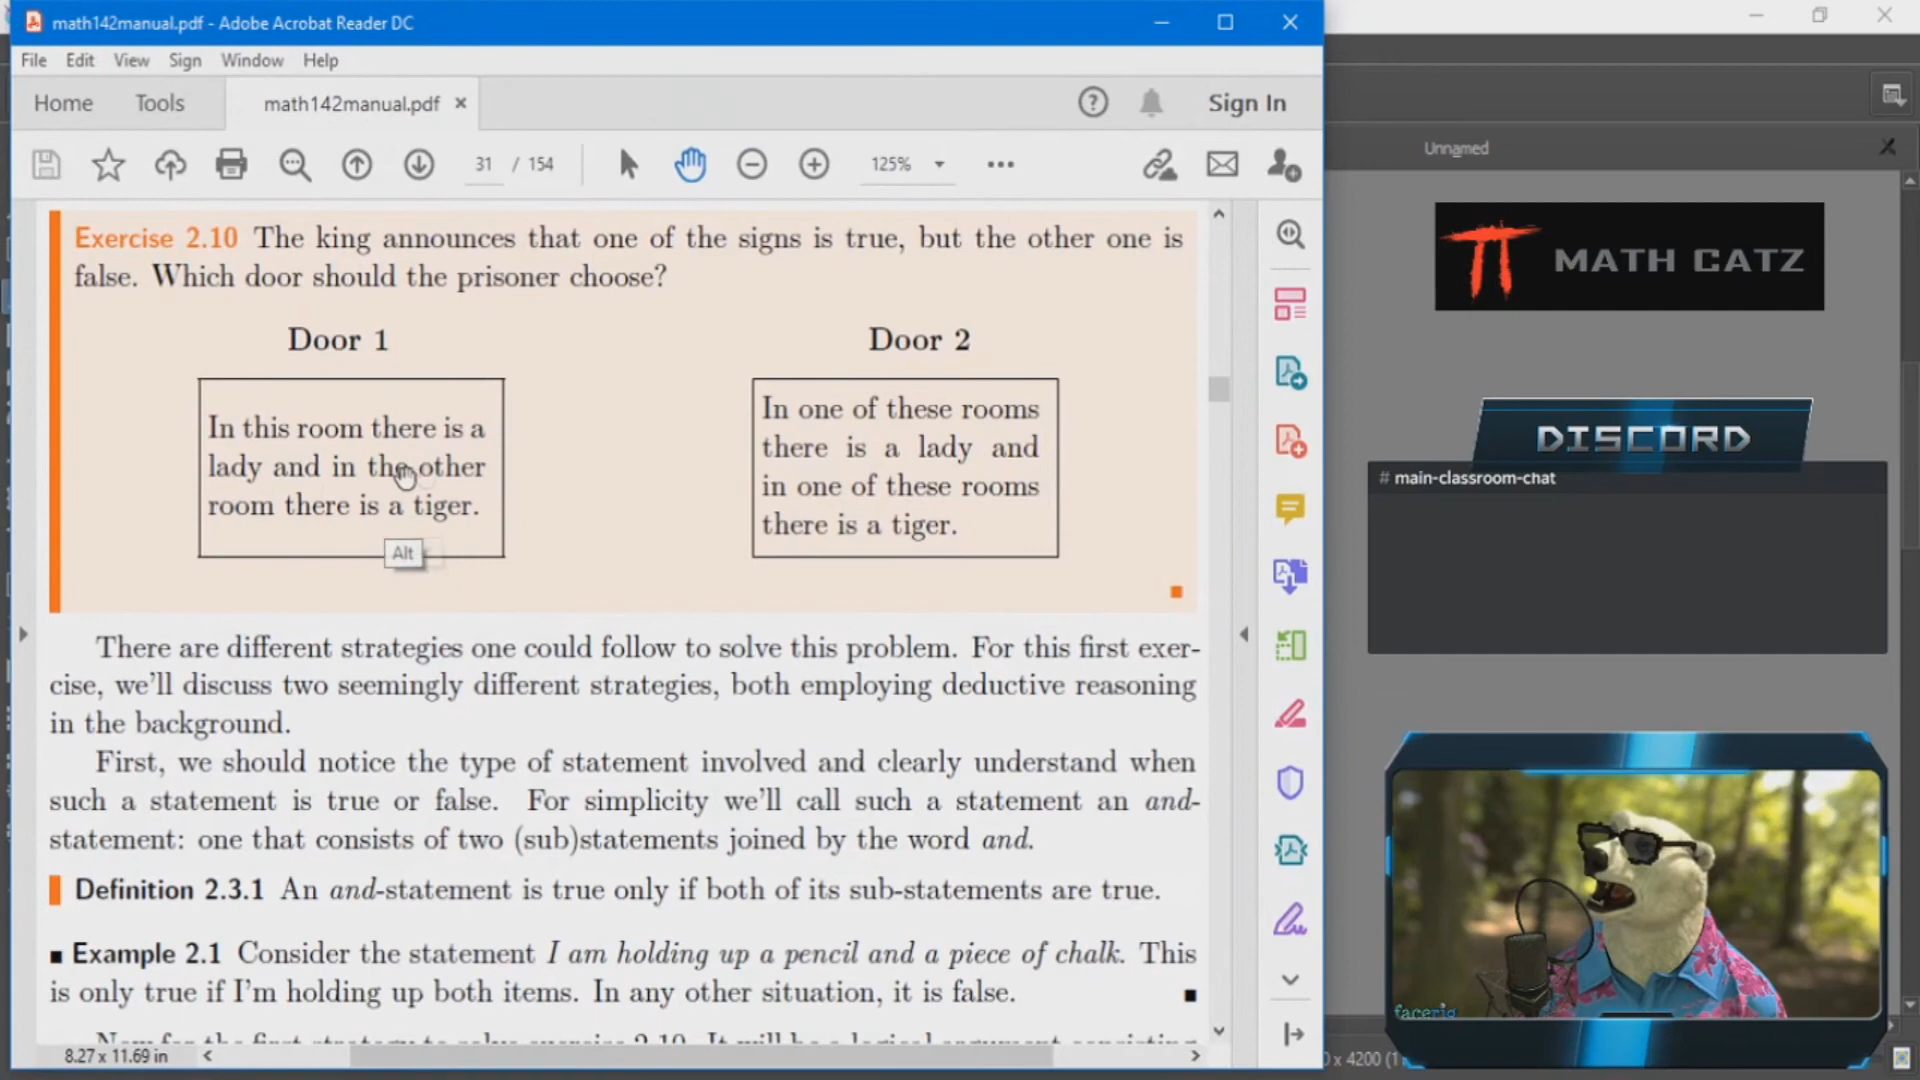 math142manual.pdf - Adobe Acrobat Reader DC
File Edit View Sign Window Help
Home Tools math142manual.pdf × Sign In
31 / 154 125%
Exercise 2.10 The king announces that one of the signs is true, but the other one is
false. Which door should the prisoner choose?
Door 1
In this room there is a
lady and in the other
room there is a tiger.
Alt
Door 2
In one of these rooms
there is a lady and
in one of these rooms
there is a tiger.
There are different strategies one could follow to solve this problem. For this first exer-
cise, we'll discuss two seemingly different strategies, both employing deductive reasoning
in the background.
First, we should notice the type of statement involved and clearly understand when
such a statement is true or false. For simplicity we'll call such a statement an and-
statement: one that consists of two (sub)statements joined by the word and.
Definition 2.3.1 An and-statement is true only if both of its sub-statements are true.
Example 2.1 Consider the statement I am holding up a pencil and a piece of chalk. This
is only true if I'm holding up both items. In any other situation, it is false.
8.27 x 11.69 in
Unnamed
π MATH CATZ
DISCORD
# main-classroom-chat
facerig
x 4200 (1